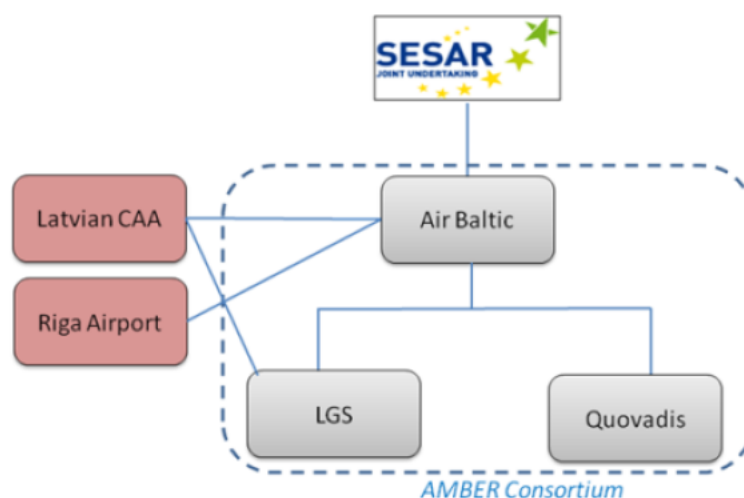 SESAR
JOINT UNDERTAKING
Latvian CAA
Air Baltic
Riga Airport
LGS
Quovadis
AMBER Consortium